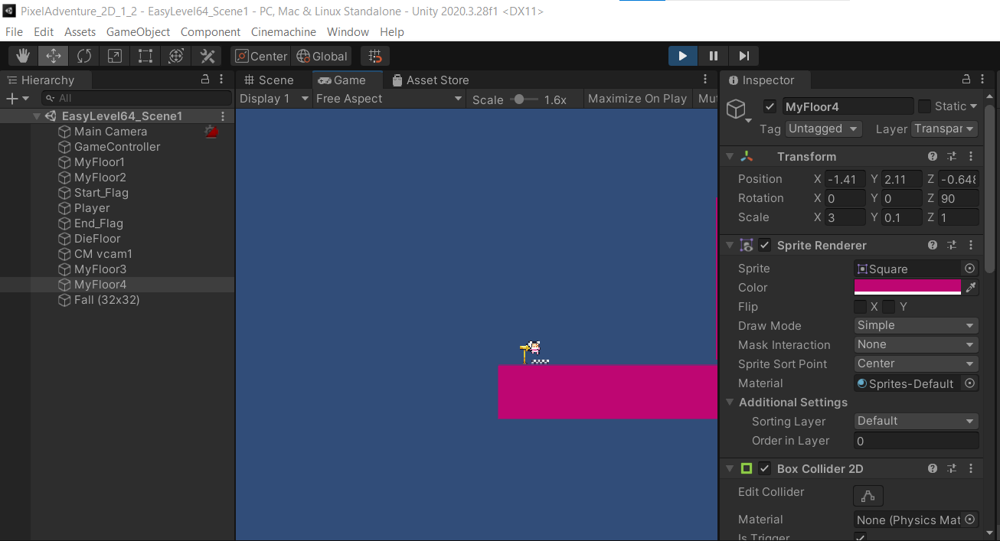 PixelAdventure_2D_1_2 - EasyLevel64_Scene1 - PC, Mac & Linux Standalone - Unity 2020.3.28f1 <DX11>
File Edit Assets GameObject Component Cinemachine Window Help
Center Global
Hierarchy
All
EasyLevel64_Scene1
Main Camera
GameController
MyFloor1
MyFloor2
Start_Flag
Player
End_Flag
DieFloor
CM vcam1
MyFloor3
MyFloor4
Fall (32x32)
Scene Game Asset Store
Display 1 Free Aspect Scale 1.6x Maximize On Play Mut
Inspector
MyFloor4 Static
Tag Untagged Layer Transpar
Transform
Position X -1.41 Y 2.11 Z -0.648
Rotation X 0 Y 0 Z 90
Scale X 3 Y 0.1 Z 1
Sprite Renderer
Sprite Square
Color
Flip X Y
Draw Mode Simple
Mask Interaction None
Sprite Sort Point Center
Material Sprites-Default
Additional Settings
Sorting Layer Default
Order in Layer 0
Box Collider 2D
Edit Collider
Material None (Physics Mat
Is Trigger